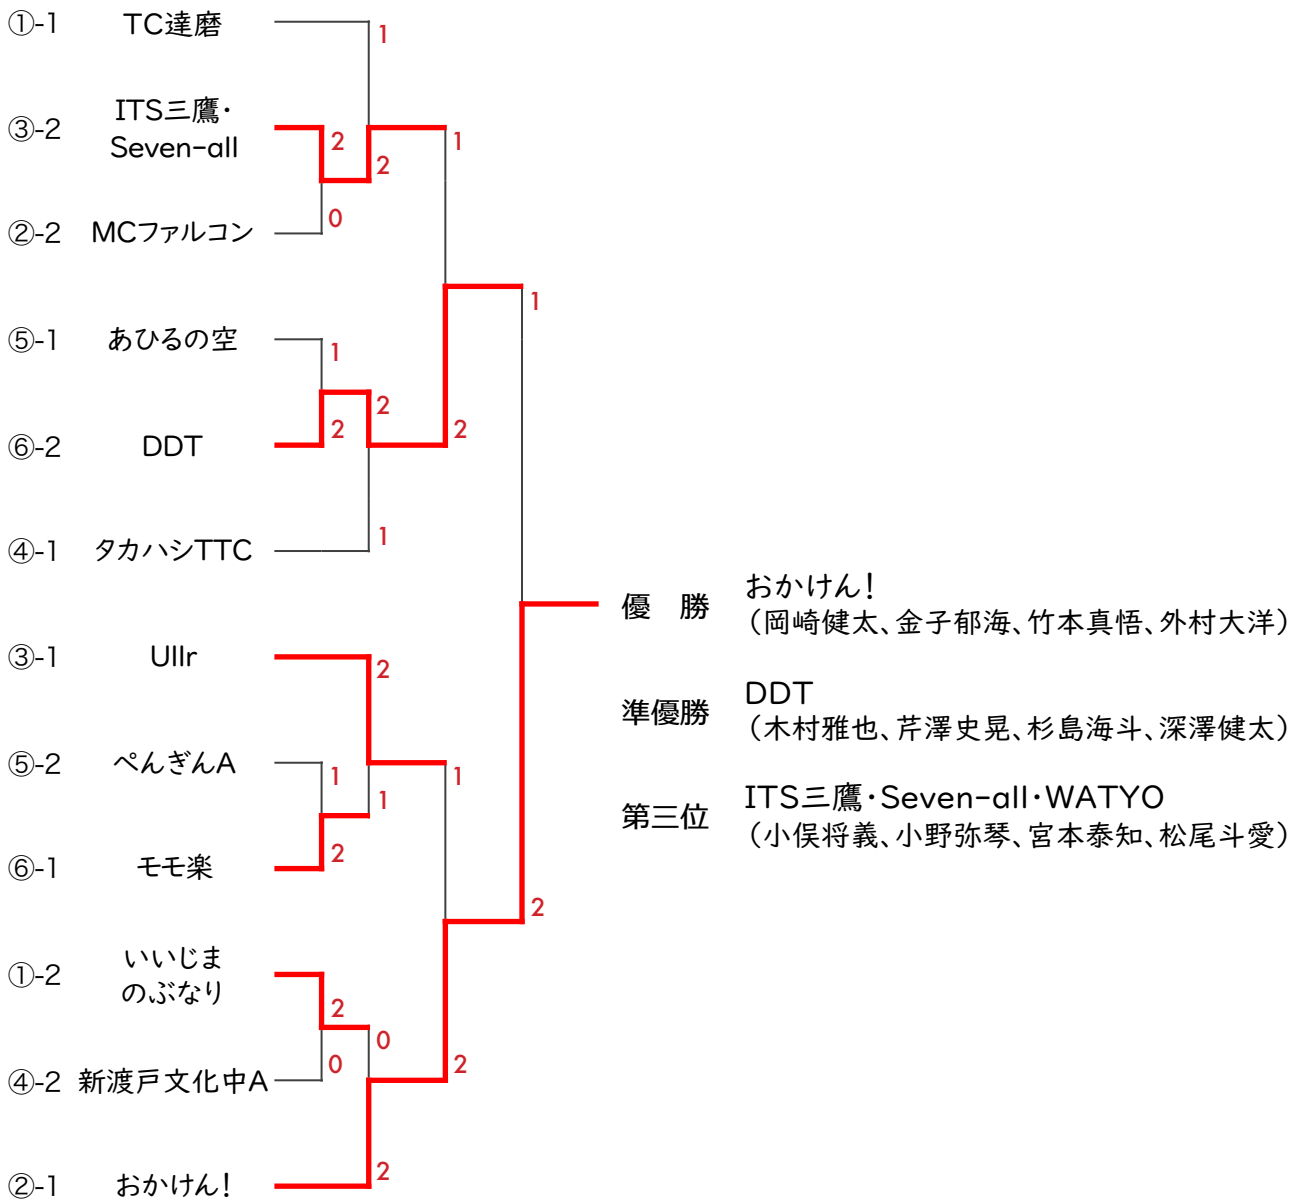 ①-1 TC達磨
1
ITS三鷹・
③-2
Seven-all
2
2
1
0
②-2 MCファルコン
1
⑤-1 あひるの空
1
2
2
2
⑥-2 DDT
1
④-1 タカハシTTC
優　勝 おかけん！
（岡崎健太、金子郁海、竹本真悟、外村大洋）
③-1 Ullr
2
準優勝 DDT
（木村雅也、芹澤史晃、杉島海斗、深澤健太）
⑤-2 ぺんぎんA
1
1
1
第三位 ITS三鷹・Seven-all・WATYO
（小俣将義、小野弥琴、宮本泰知、松尾斗愛）
2
⑥-1 モモ楽
2
いいじま
①-2
のぶなり
2
0
0
2
④-2 新渡戸文化中A
2
②-1 おかけん！